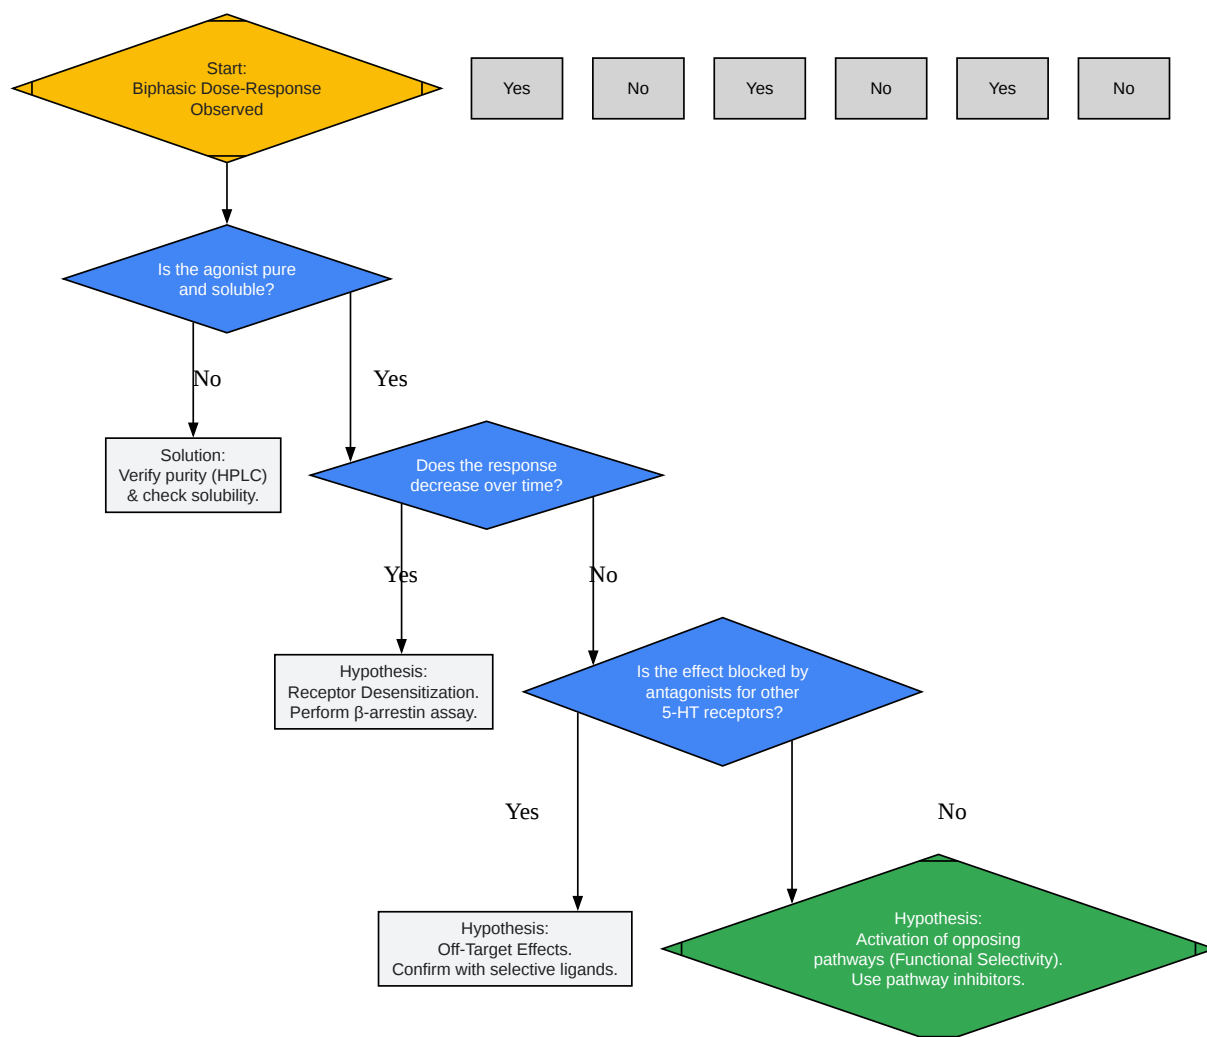 Start:
Biphasic Dose-Response
Observed
Yes
No
Yes
No
Yes
No
Is the agonist pure
and soluble?
No
Yes
Solution:
Verify purity (HPLC)
& check solubility.
Does the response
decrease over time?
Yes
No
Hypothesis:
Receptor Desensitization.
Perform β-arrestin assay.
Is the effect blocked by
antagonists for other
5-HT receptors?
Yes
No
Hypothesis:
Off-Target Effects.
Confirm with selective ligands.
Hypothesis:
Activation of opposing
pathways (Functional Selectivity).
Use pathway inhibitors.